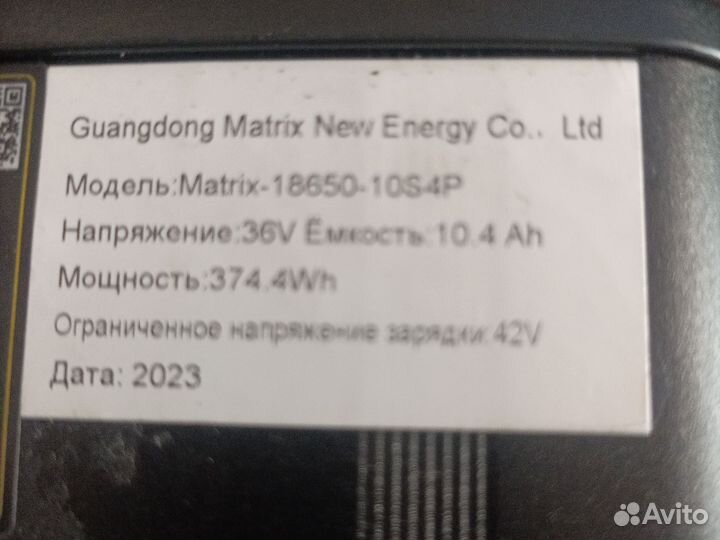 Guangdong Matrix New Energy Co.. Ltd
Модель:Matrix-18650-10S4P
Напряжение:36V Ёмкость:10.4 Ah
Мощность:374.4Wh
Ограниченное напряжение зарядки:42V
Дата: 2023
Avito